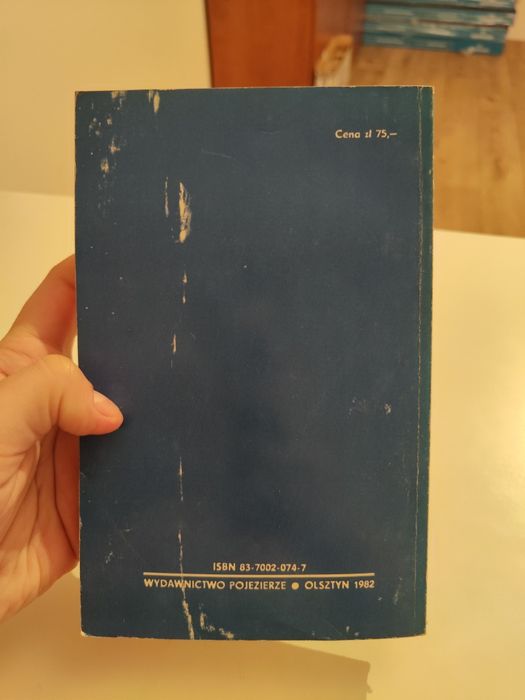 Cena zł 75,—
ISBN 83-7002-074-7
WYDAWNICTWO POJEZIERZE ● OLSZTYN 1982